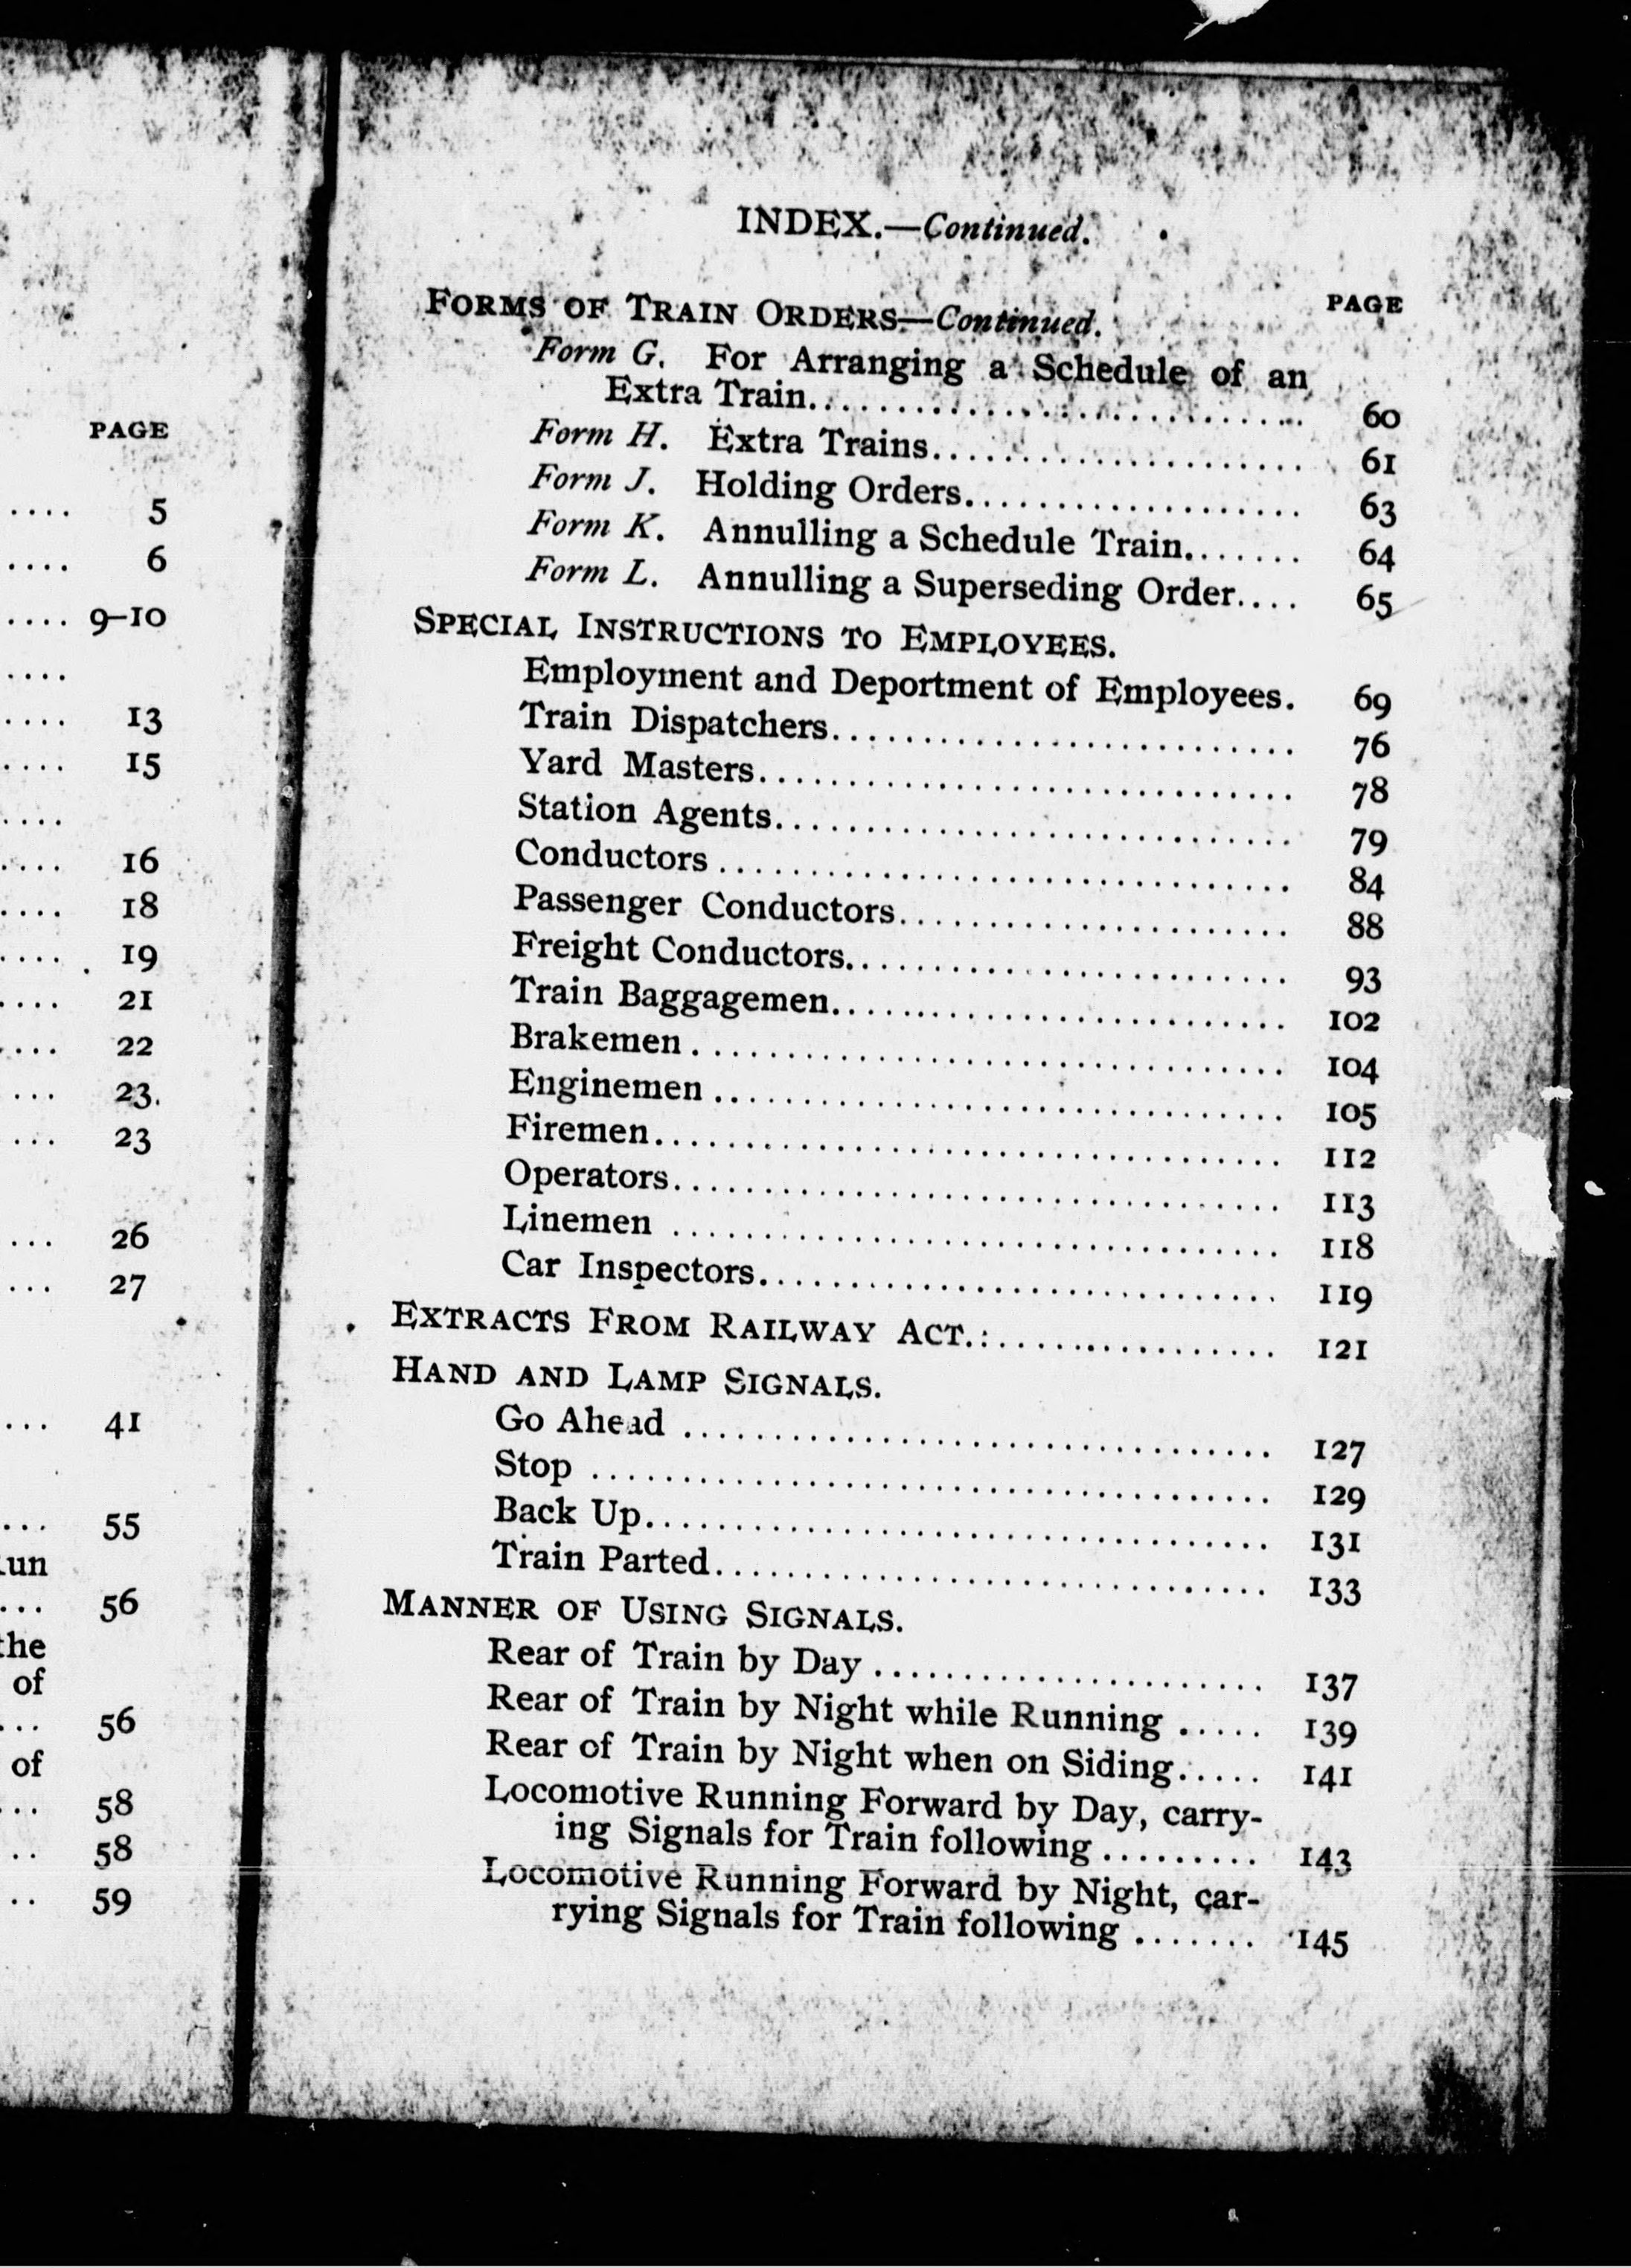 PAGE
.... 5
.... 6
.... 9–10
....
.... 13
.... 15
....
.... 16
.... 18
.... 19
.... 21
.... 22
... 23
... 23
... 26
... 27
... 41
... 55
un
... 56
the
of
... 56
of
... 58
.. 58
.. 59
INDEX.—Continued.
PAGE
FORMS OF TRAIN ORDERS—Continued.
Form G. For Arranging a Schedule of an
Extra Train.............................. 60
Form H. Extra Trains........................ 61
Form J. Holding Orders...................... 63
Form K. Annulling a Schedule Train........ 64
Form L. Annulling a Superseding Order.... 65
SPECIAL INSTRUCTIONS TO EMPLOYEES.
Employment and Deportment of Employees. 69
Train Dispatchers............................ 76
Yard Masters................................. 78
Station Agents............................... 79
Conductors .................................. 84
Passenger Conductors......................... 88
Freight Conductors........................... 93
Train Baggagemen............................. 102
Brakemen .................................... 104
Enginemen ................................... 105
Firemen...................................... 112
Operators.................................... 113
Linemen ..................................... 118
Car Inspectors............................... 119
EXTRACTS FROM RAILWAY ACT.:.................. 121
HAND AND LAMP SIGNALS.
Go Ahead .................................... 127
Stop ........................................ 129
Back Up...................................... 131
Train Parted................................. 133
MANNER OF USING SIGNALS.
Rear of Train by Day ........................ 137
Rear of Train by Night while Running ..... 139
Rear of Train by Night when on Siding..... 141
Locomotive Running Forward by Day, carry-
ing Signals for Train following ......... 143
Locomotive Running Forward by Night, car-
rying Signals for Train following ....... 145